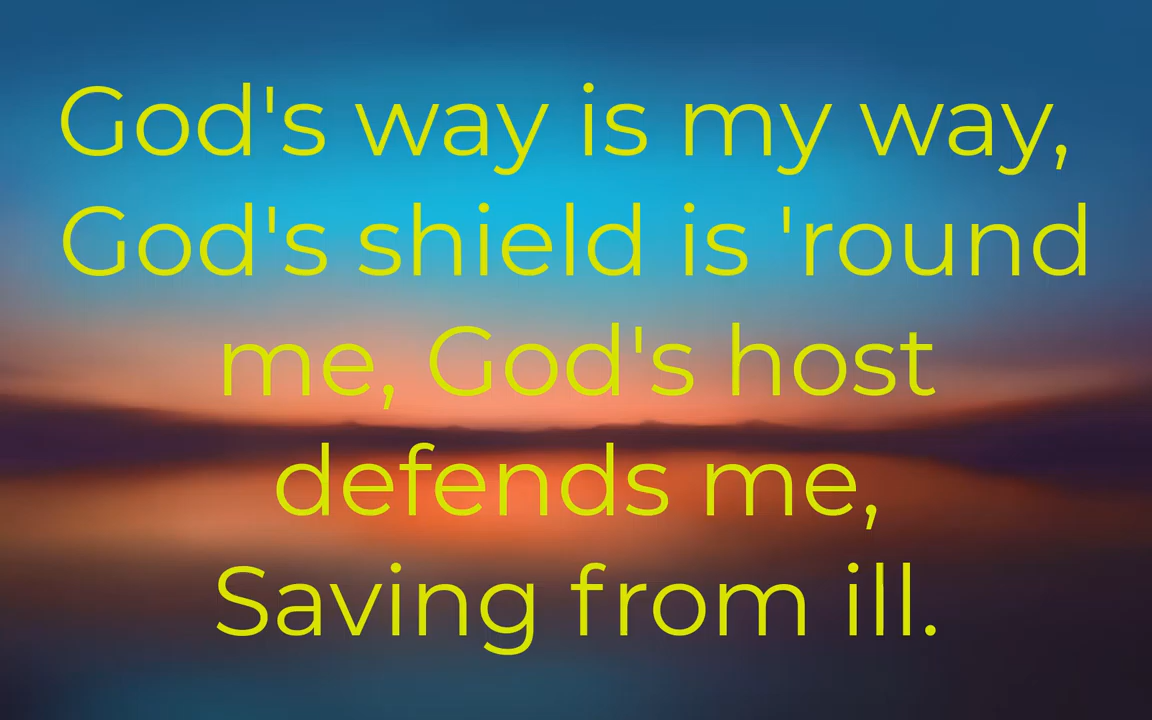 God's way is my way,
God's shield is 'round
me, God's host
defends me,
Saving from ill.